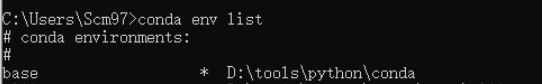 C:\Users\Scm97>conda env list
# conda environments:
#
base                  *  D:\tools\python\conda